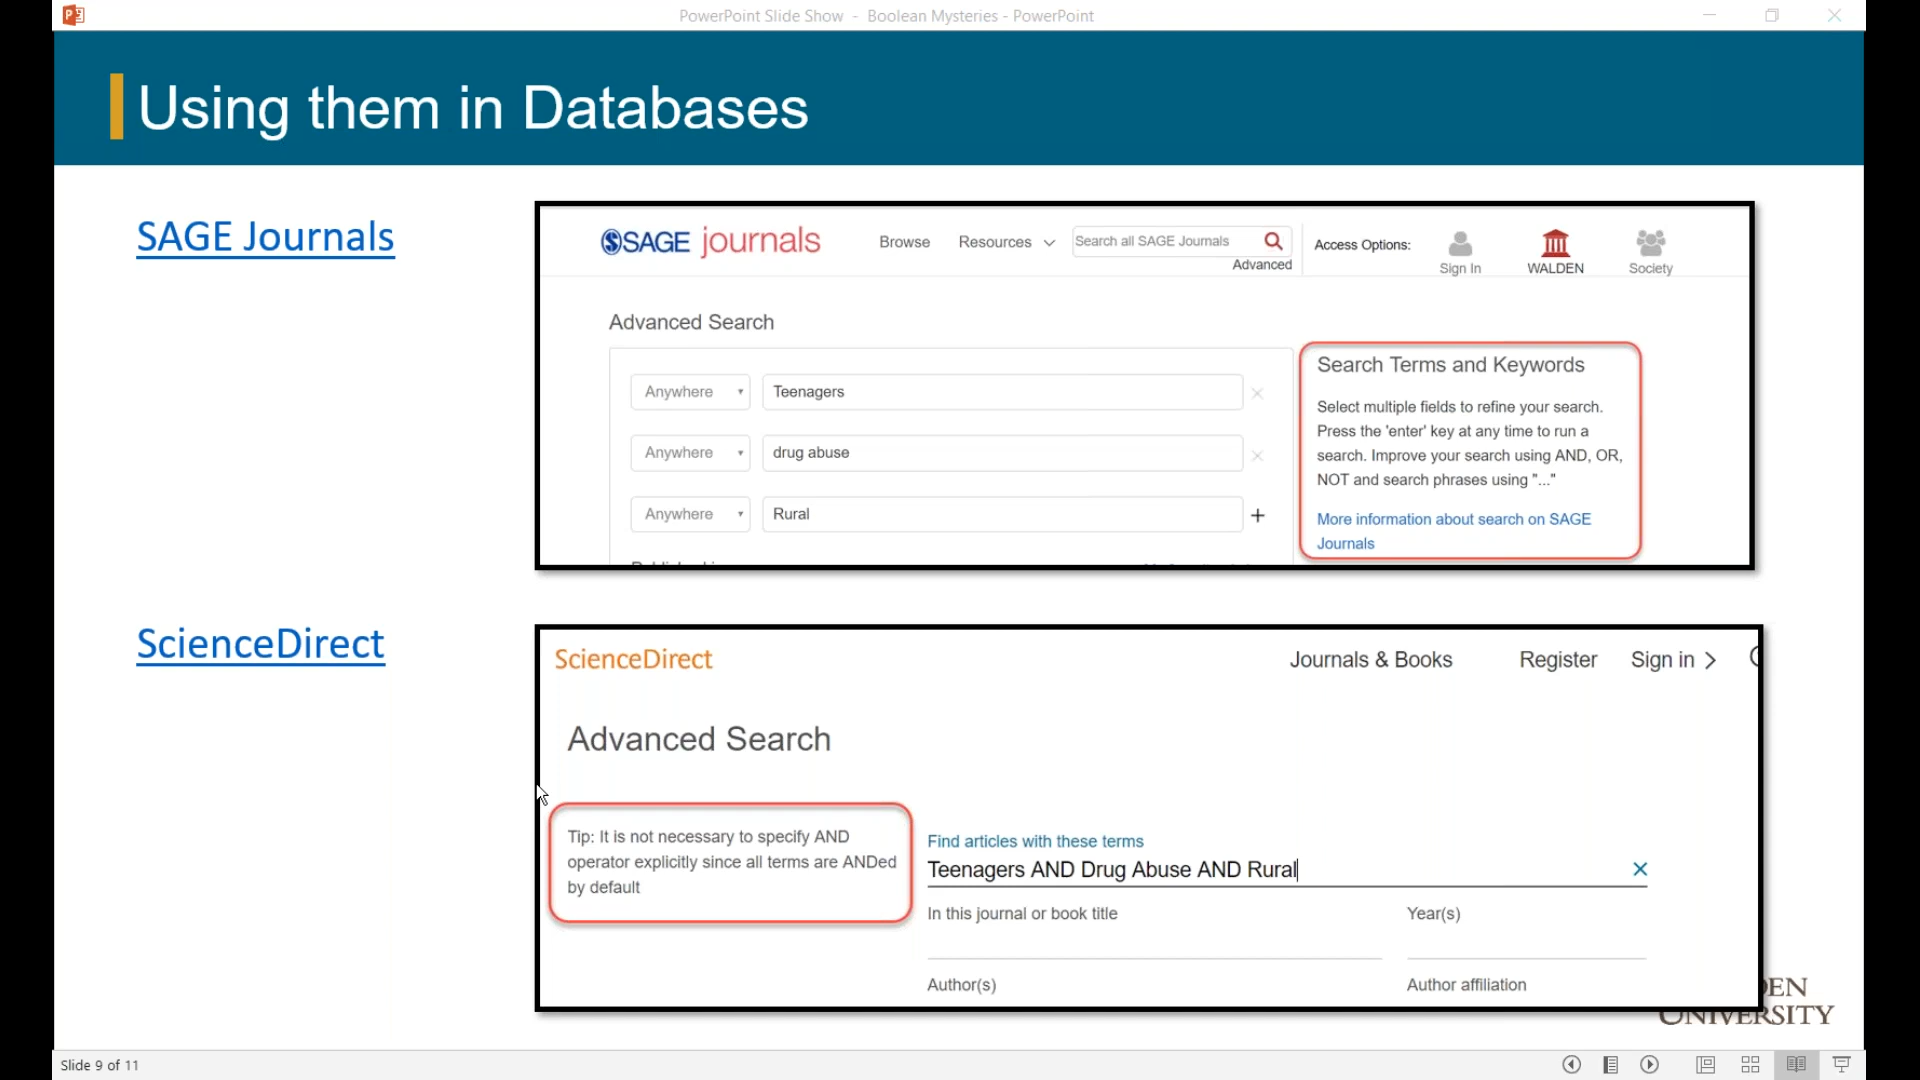 PowerPoint Slide Show - Boolean Mysteries - PowerPoint
Using them in Databases
SAGE Journals
SAGE journals
Browse
Resources
Search all SAGE Journals
Advanced
Access Options:
Sign In
WALDEN
Society
Advanced Search
Anywhere
Teenagers
Anywhere
drug abuse
Anywhere
Rural
Search Terms and Keywords
Select multiple fields to refine your search.
Press the 'enter' key at any time to run a
search. Improve your search using AND, OR,
NOT and search phrases using "..."
More information about search on SAGE
Journals
ScienceDirect
ScienceDirect
Journals & Books
Register
Sign in
Advanced Search
Tip: It is not necessary to specify AND
operator explicitly since all terms are ANDed
by default
Find articles with these terms
Teenagers AND Drug Abuse AND Rural
In this journal or book title
Year(s)
Author(s)
Author affiliation
UNIVERSITY
Slide 9 of 11